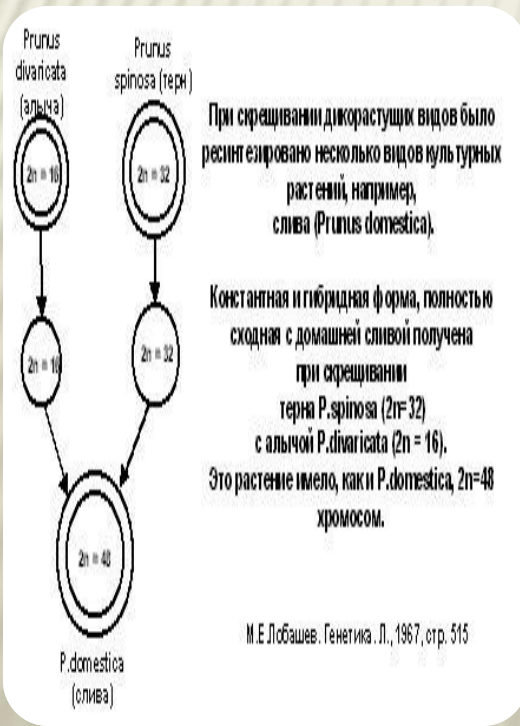 Prunus
divaricata
(алыча)
Prunus
spinosa (терн)
2n = 16
2n = 32
2n = 16
2n = 32
2n = 48
P.domestica
(слива)
При скрещивании дикорастущих видов было
ресинтезировано несколько видов культурных
растений, например,
слива (Prunus domestica).
Константная и гибридная форма, полностью
сходная с домашней сливой получена
при скрещивании
терна P.spinosa (2n=32)
с алычой P.divaricata (2n = 16).
Это растение имело, как и P.domestica, 2n=48
хромосом.
М.Е.Лобашев. Генетика. Л., 1967, стр. 515